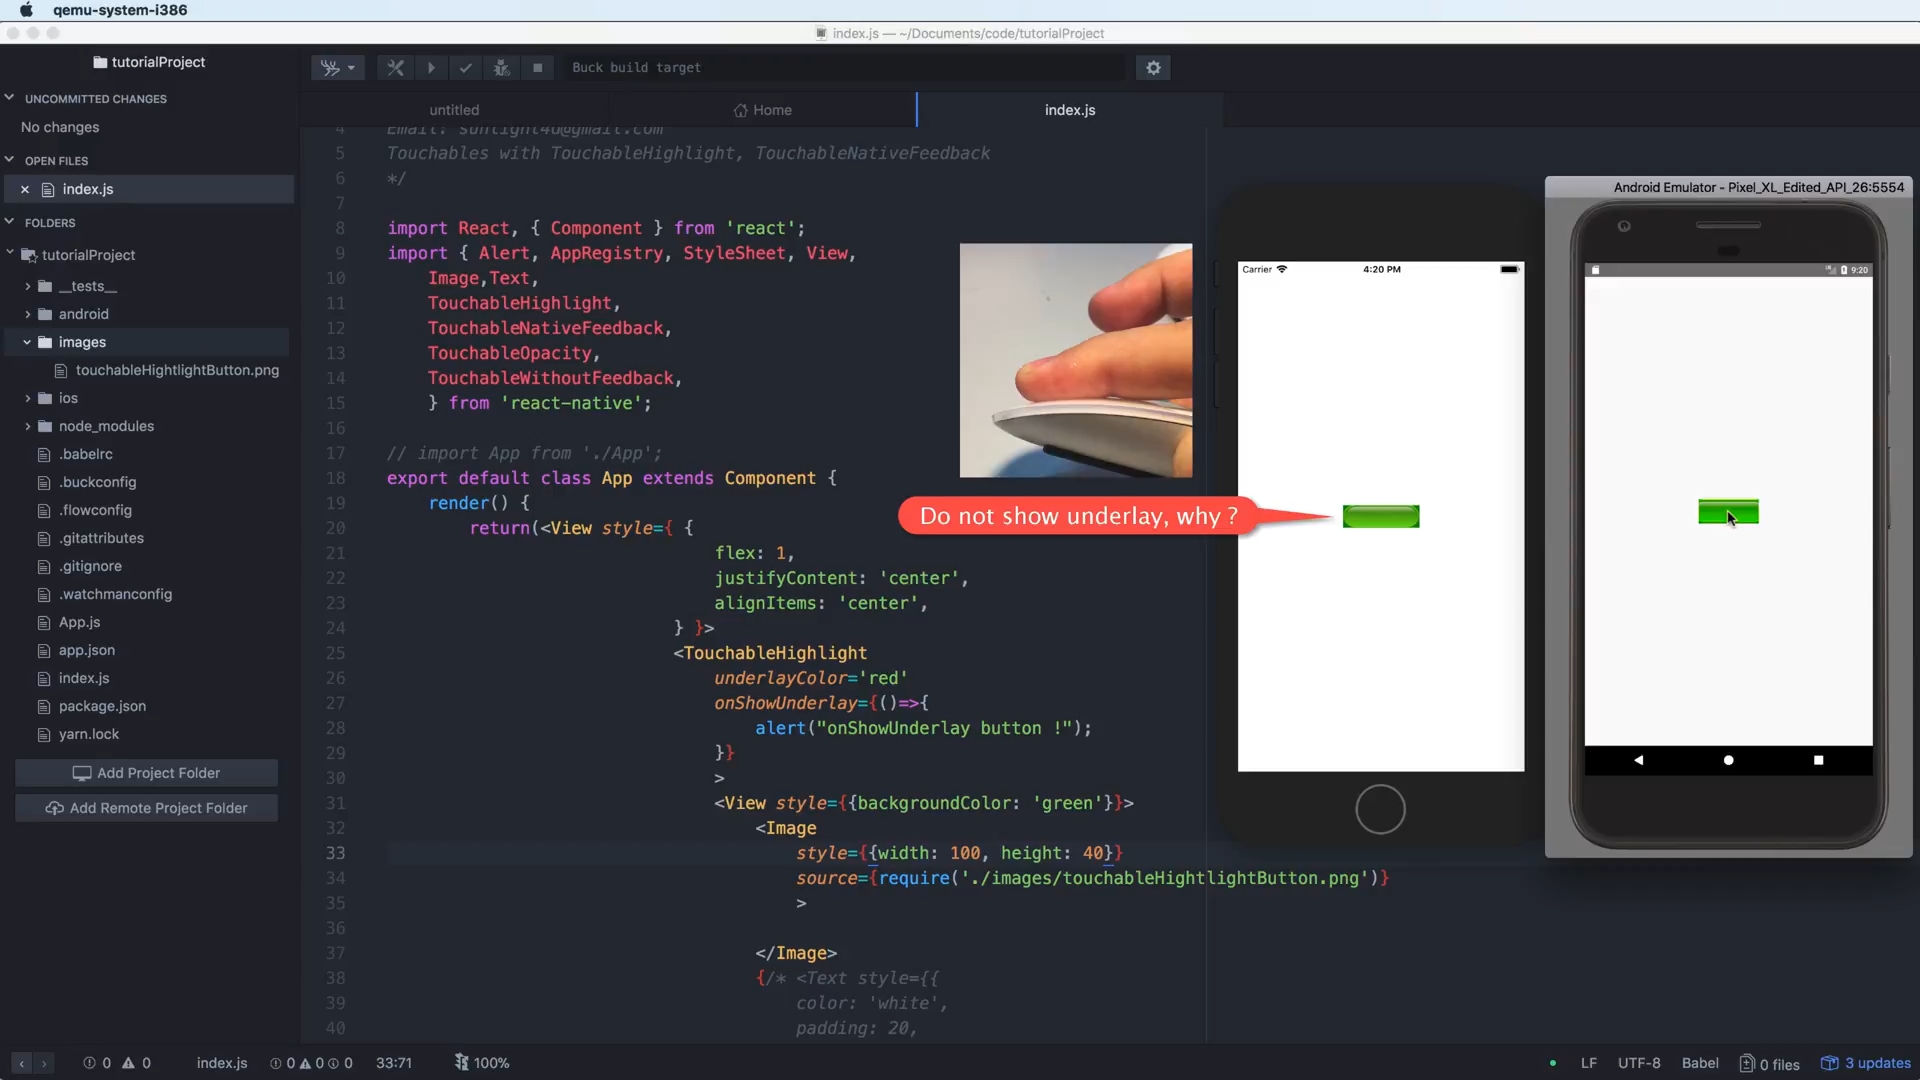 qemu-system-i386
index.js — ~/Documents/code/tutorialProject
tutorialProject
Buck build target
UNCOMMITTED CHANGES
No changes
OPEN FILES
index.js
FOLDERS
tutorialProject
__tests__
android
images
touchableHightlightButton.png
ios
node_modules
.babelrc
.buckconfig
.flowconfig
.gitattributes
.gitignore
.watchmanconfig
App.js
app.json
index.js
package.json
yarn.lock
Add Project Folder
Add Remote Project Folder
untitled
Home
index.js
4 Email: sunlight4d@gmail.com
5 Touchables with TouchableHighlight, TouchableNativeFeedback
6 */
7
8 import React, { Component } from 'react';
9 import { Alert, AppRegistry, StyleSheet, View,
10 Image,Text,
11 TouchableHighlight,
12 TouchableNativeFeedback,
13 TouchableOpacity,
14 TouchableWithoutFeedback,
15 } from 'react-native';
16
17 // import App from './App';
18 export default class App extends Component {
19 render() {
20 return(<View style={ {
21 flex: 1,
22 justifyContent: 'center',
23 alignItems: 'center',
24 } }>
25 <TouchableHighlight
26 underlayColor='red'
27 onShowUnderlay={()=>{
28 alert("onShowUnderlay button !");
29 }}
30 >
31 <View style={{backgroundColor: 'green'}}>
32 <Image
33 style={{width: 100, height: 40}}
34 source={require('./images/touchableHightlightButton.png')}
35 >
36
37 </Image>
38 {/* <Text style={{
39 color: 'white',
40 padding: 20,
Do not show underlay, why ?
Carrier 4:20 PM
Android Emulator - Pixel_XL_Edited_API_26:5554
9:20
0 0 index.js 0 0 0 33:71 100%
LF UTF-8 Babel 0 files 3 updates